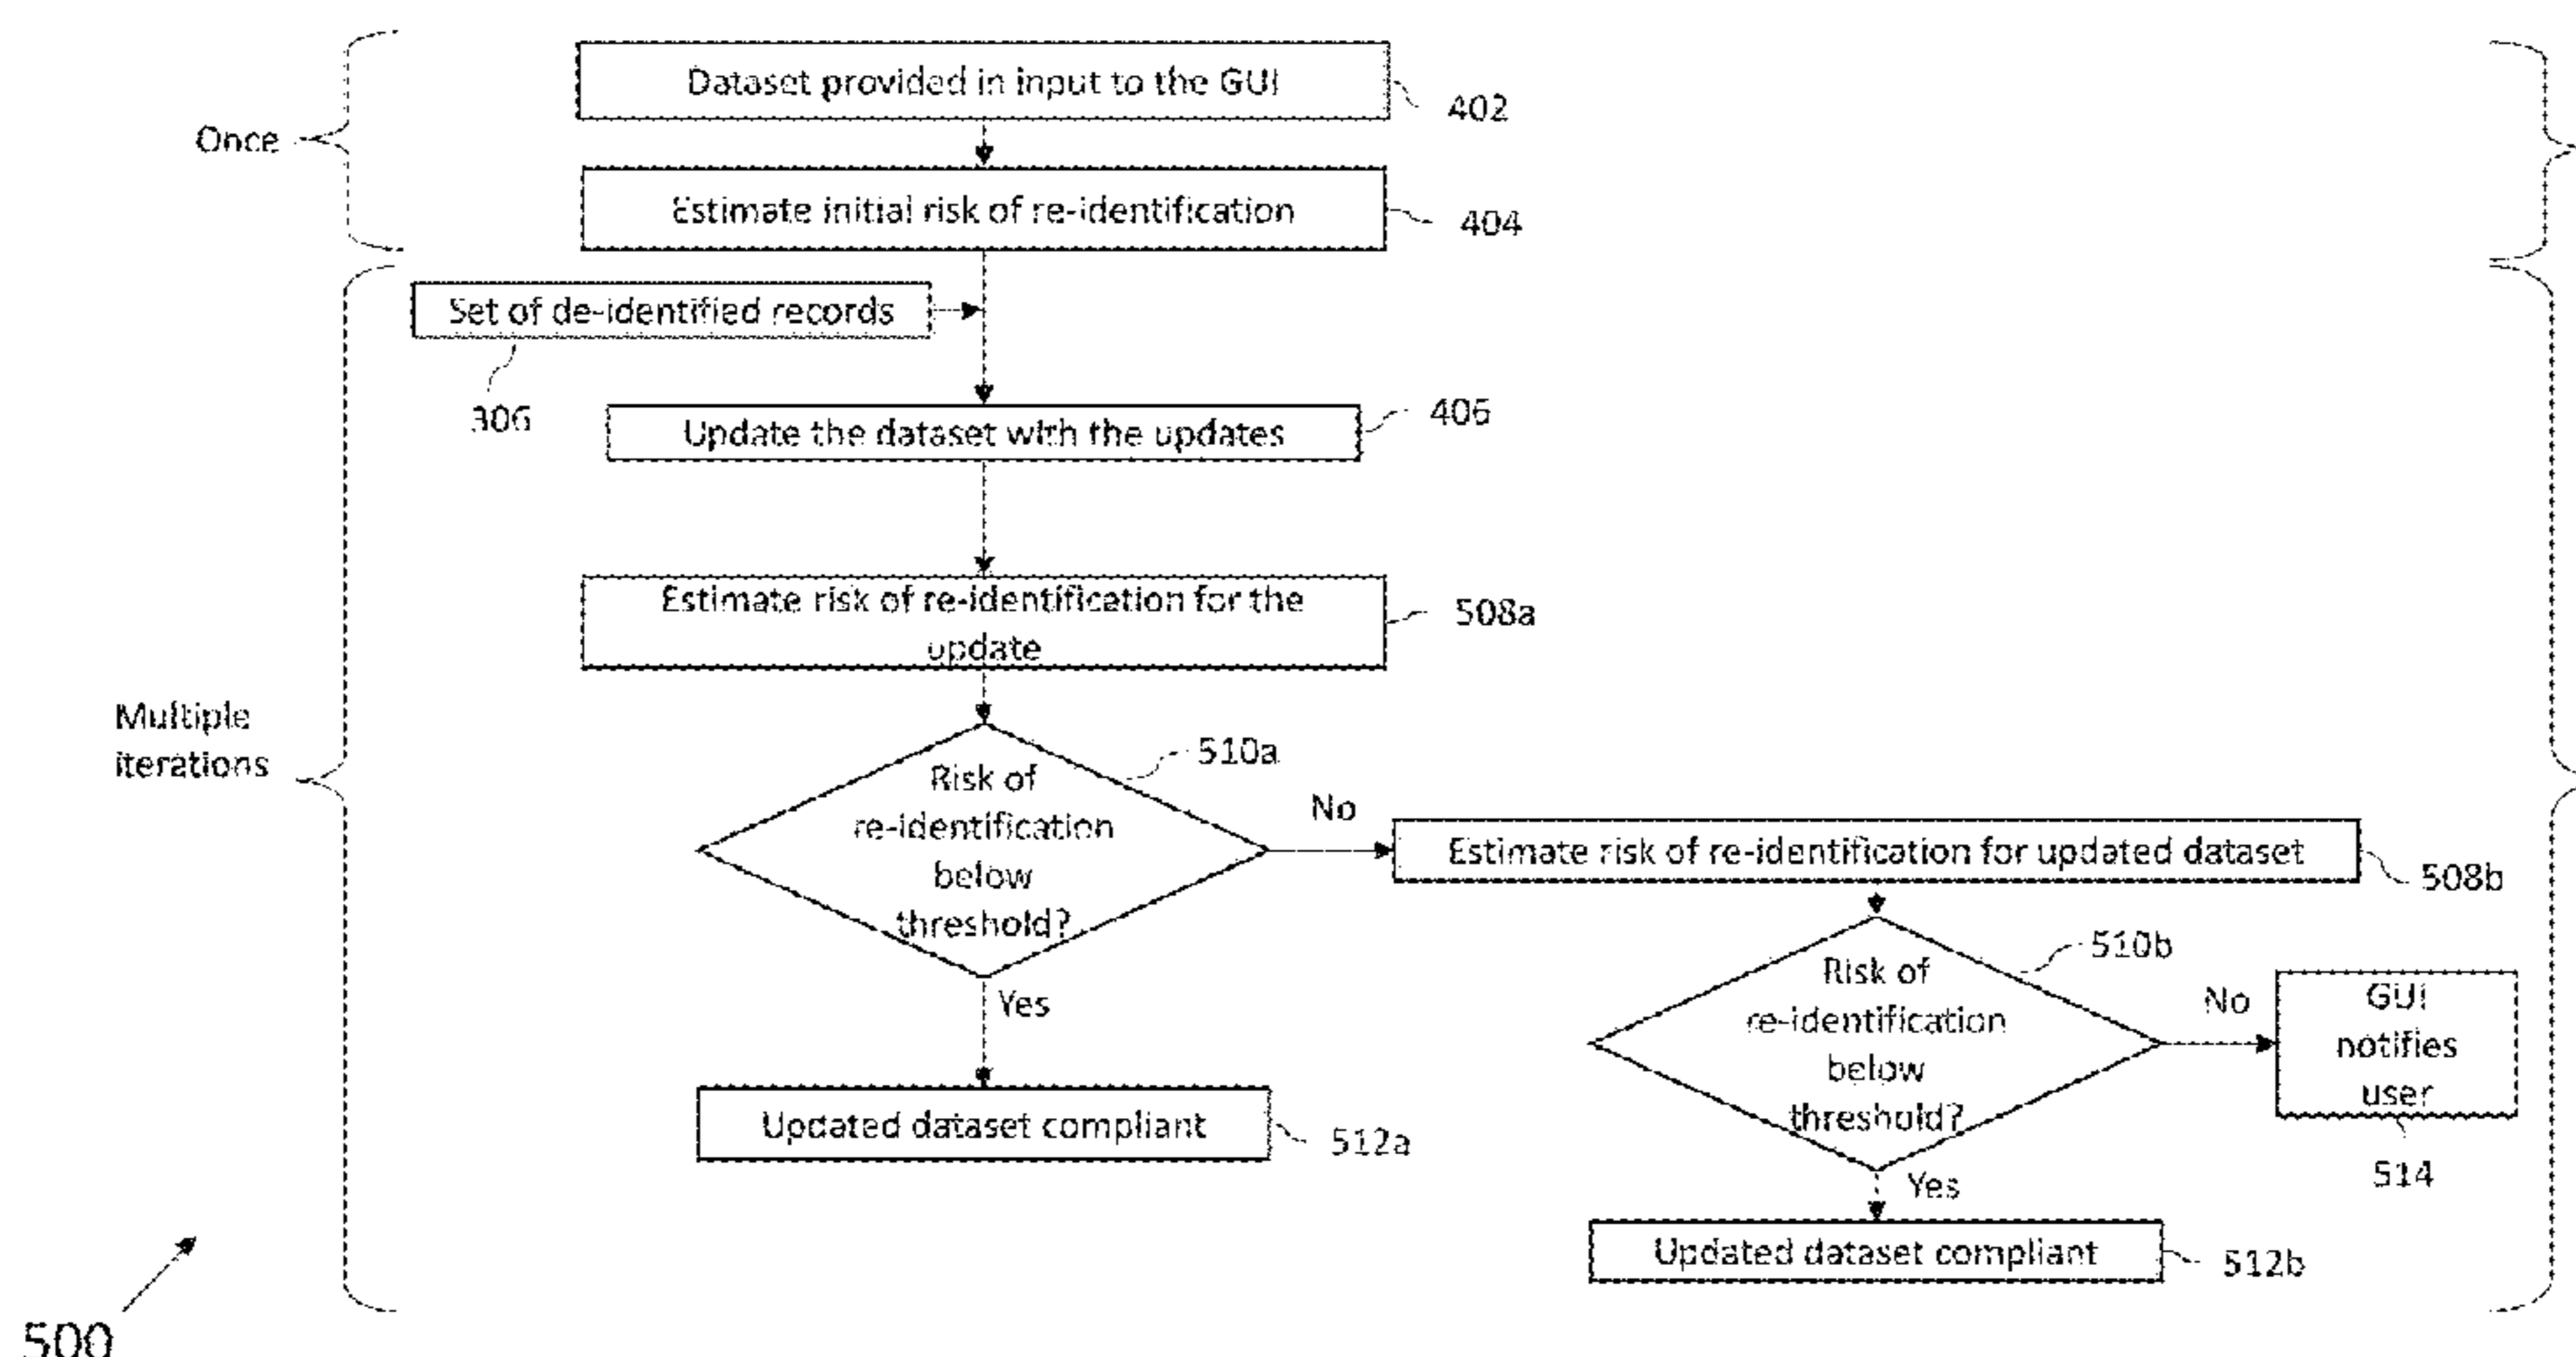 Dataset provided in input to the GUI
402
Once
Estimate initial risk of re-identification
404
Set of de-identified records
306
Update the dataset with the updates
406
Estimate risk of re-identification for the
update
508a
Multiple
iterations
Risk of
re-identification
below
threshold?
510a
No
Estimate risk of re-identification for updated dataset
508b
Yes
Updated dataset compliant
512a
Risk of
re-identification
below
threshold?
510b
No
GUI
notifies
user
514
Yes
Updated dataset compliant
512b
500